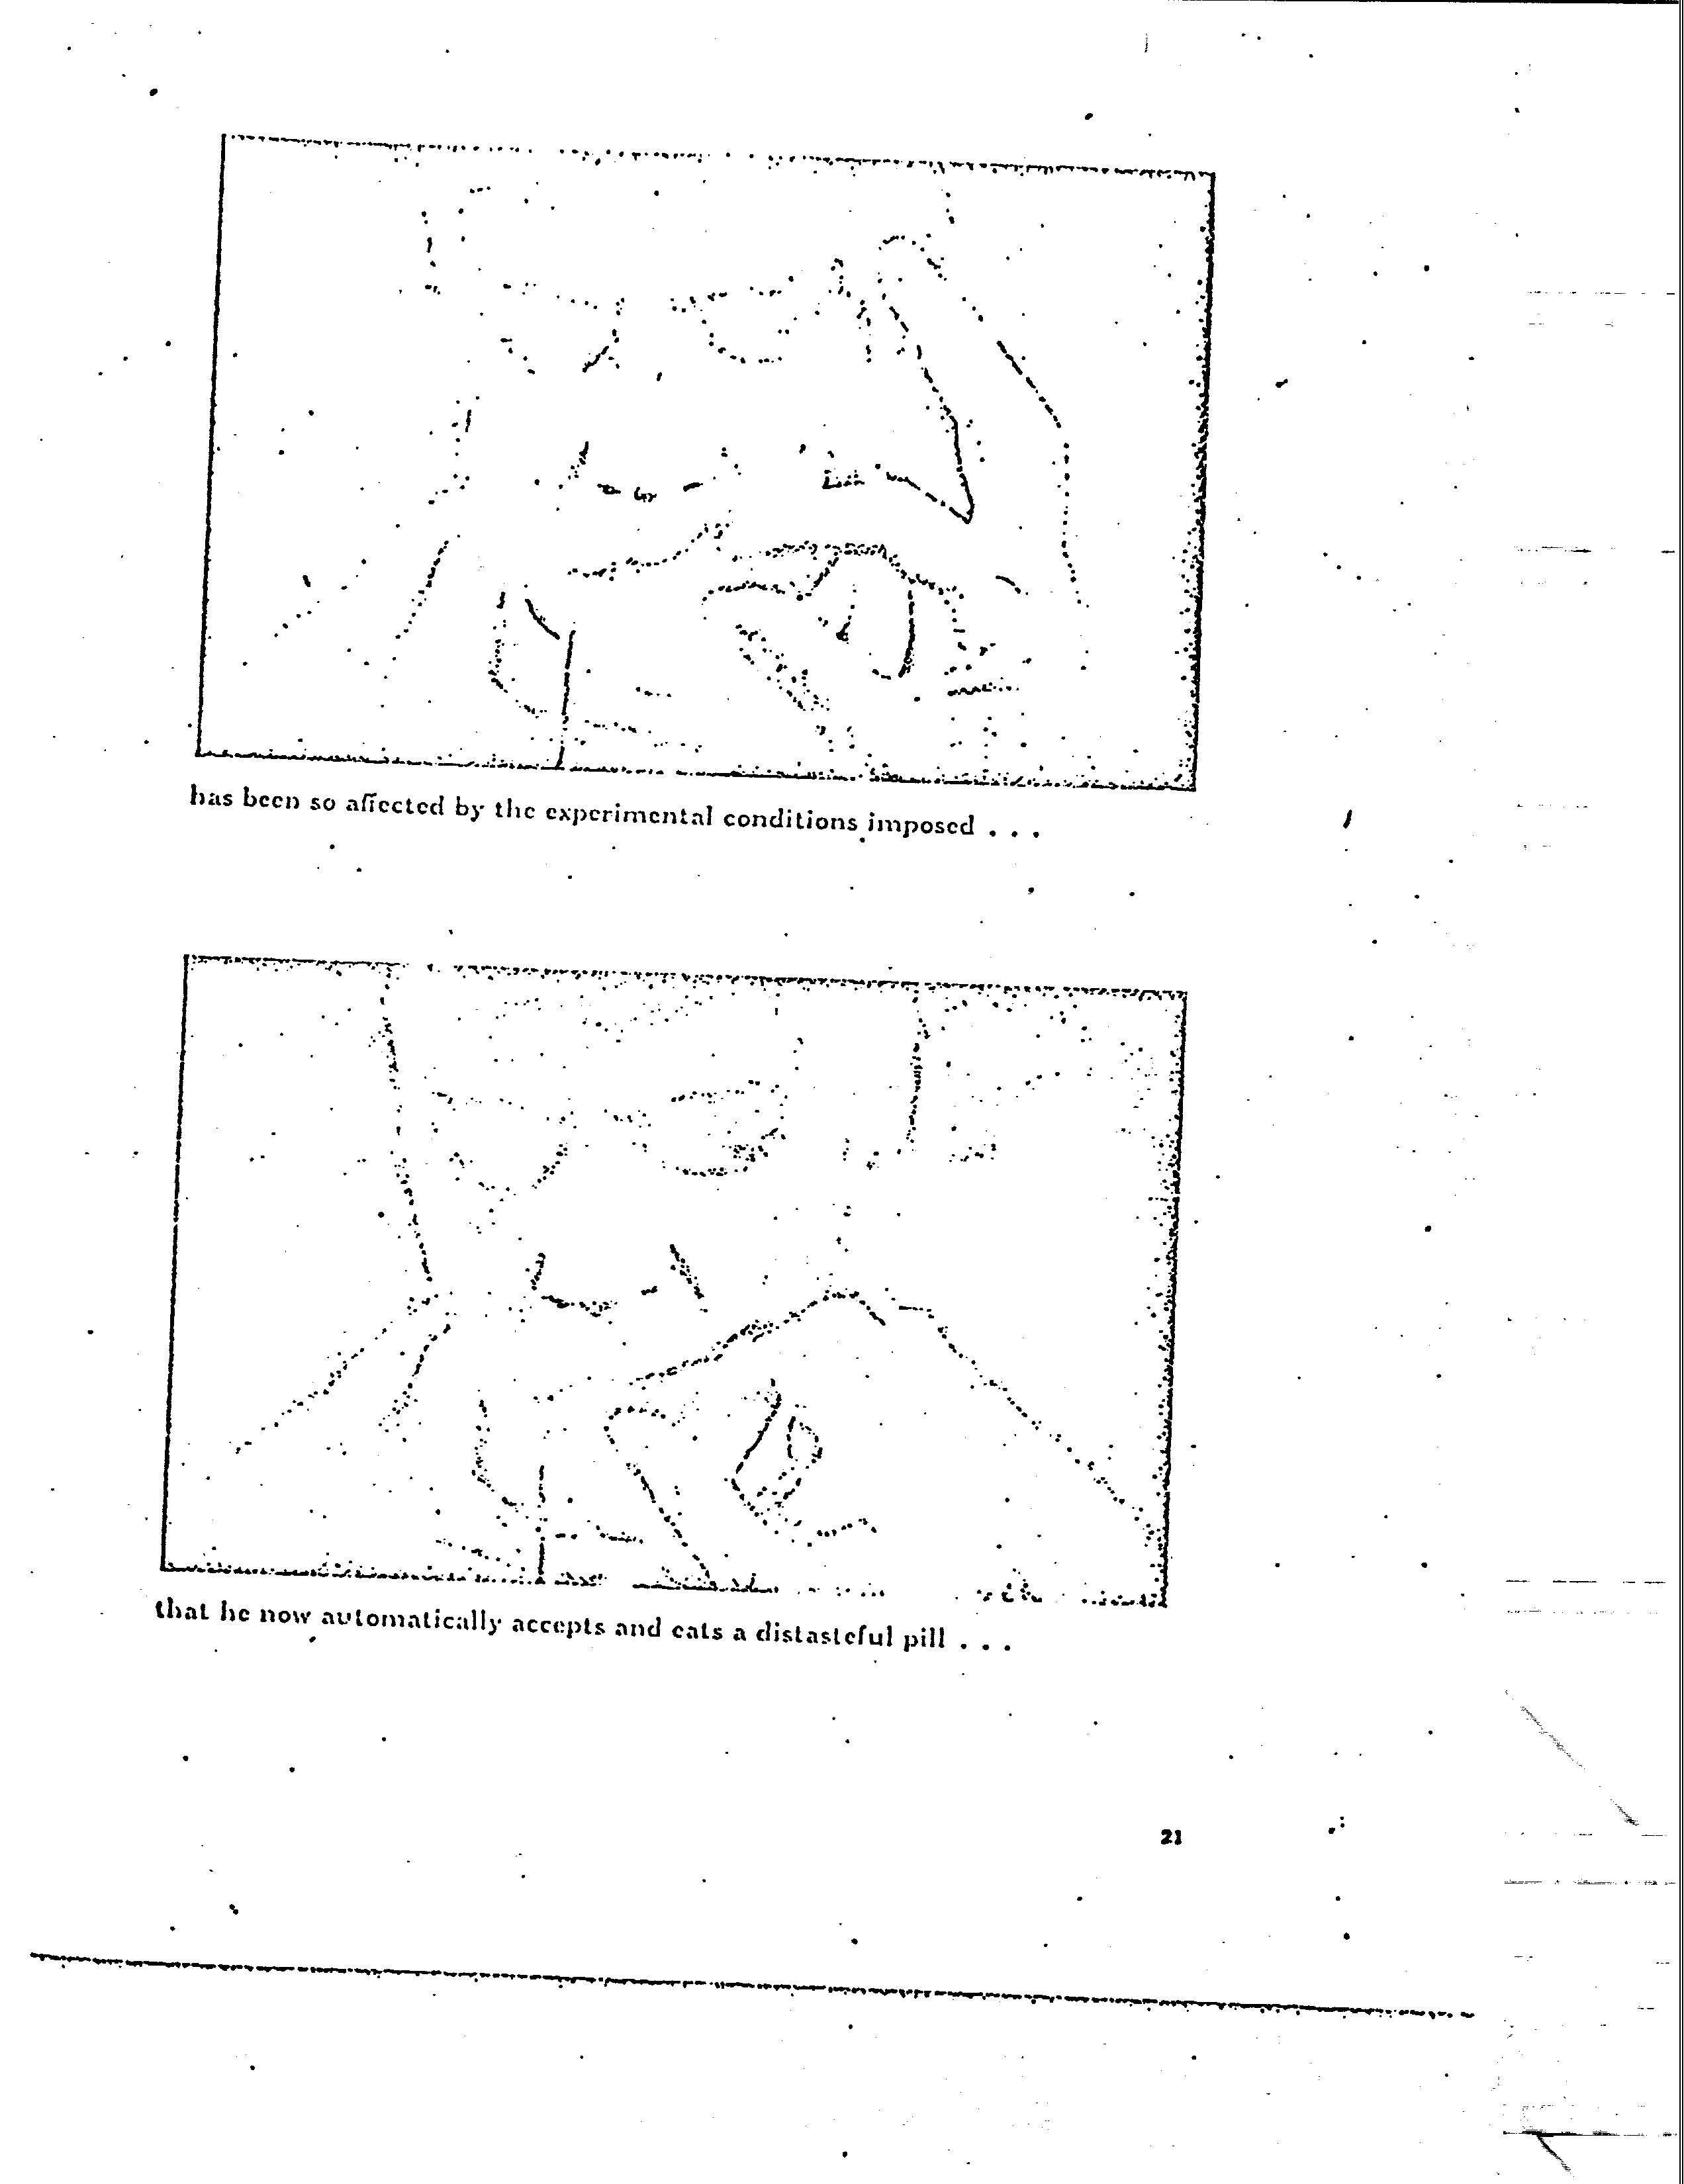 has been so affected by the experimental conditions imposed . . .
that he now automatically accepts and eats a distasteful pill . . .
21